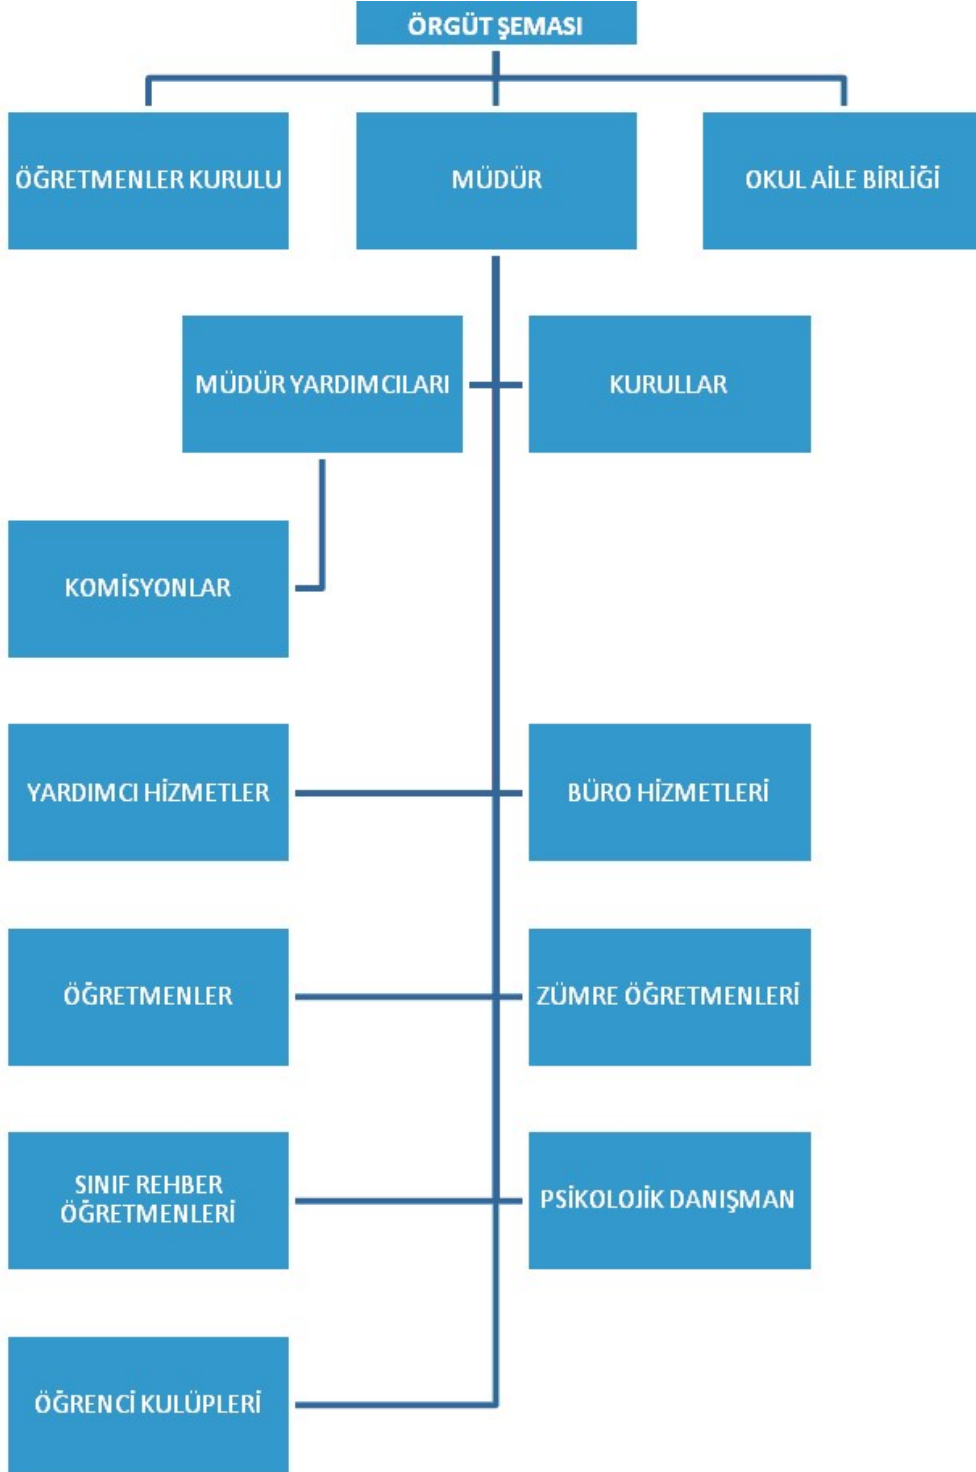 ÖRGÜT ŞEMASI
ÖĞRETMENLER KURULU
MÜDÜR
OKUL AİLE BİRLİĞİ
MÜDÜR YARDIMCILARI
KURULLAR
KOMİSYONLAR
YARDIMCI HİZMETLER
BÜRO HİZMETLERİ
ÖĞRETMENLER
ZÜMRE ÖĞRETMENLERİ
SINIF REHBER
ÖĞRETMENLERİ
PSİKOLOJİK DANIŞMAN
ÖĞRENCİ KULÜPLERİ